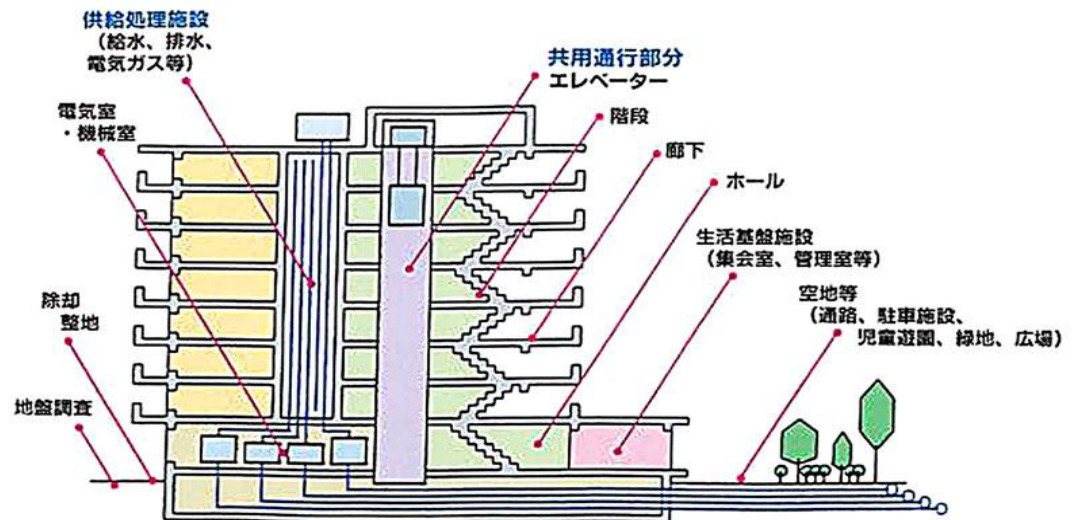 供給処理施設
（給水、排水、
電気ガス等）
共用通行部分
エレベーター
電気室
・機械室
階段
廊下
ホール
生活基盤施設
（集会室、管理室等）
空地等
（通路、駐車施設、
児童遊園、緑地、広場）
除却
整地
地盤調査